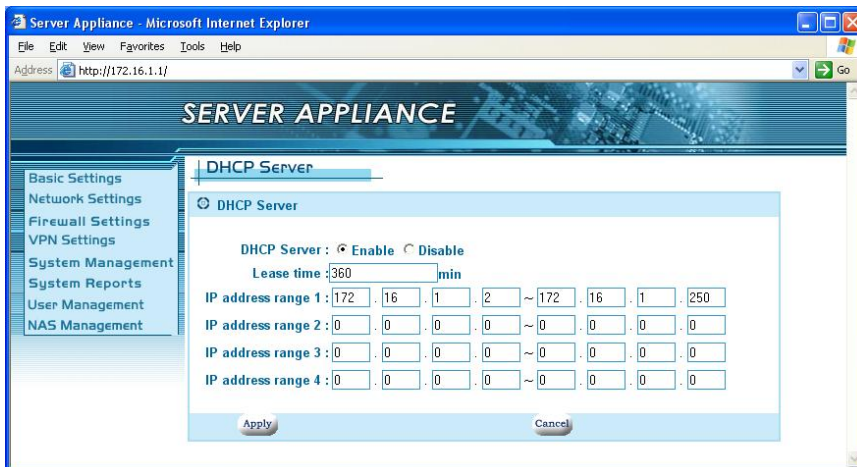 Server Appliance - Microsoft Internet Explorer
File Edit View Favorites Tools Help
Address http://172.16.1.1/ Go
SERVER APPLIANCE
DHCP Server
Basic Settings
Network Settings
Firewall Settings
VPN Settings
System Management
System Reports
User Management
NAS Management
DHCP Server
DHCP Server : Enable Disable
Lease time : 360 min
IP address range 1 : 172 . 16 . 1 . 2 ~ 172 . 16 . 1 . 250
IP address range 2 : 0 . 0 . 0 . 0 ~ 0 . 0 . 0 . 0
IP address range 3 : 0 . 0 . 0 . 0 ~ 0 . 0 . 0 . 0
IP address range 4 : 0 . 0 . 0 . 0 ~ 0 . 0 . 0 . 0
Apply Cancel